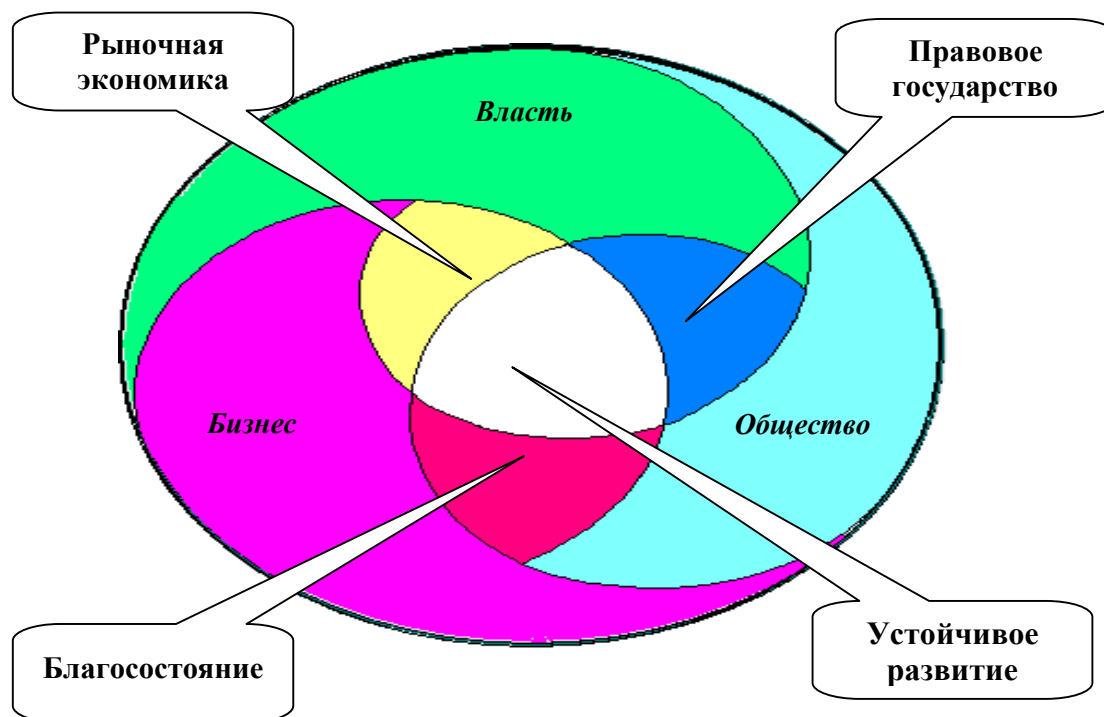 Рыночная
экономика
Правовое
государство
Власть
Бизнес
Общество
Благосостояние
Устойчивое
развитие